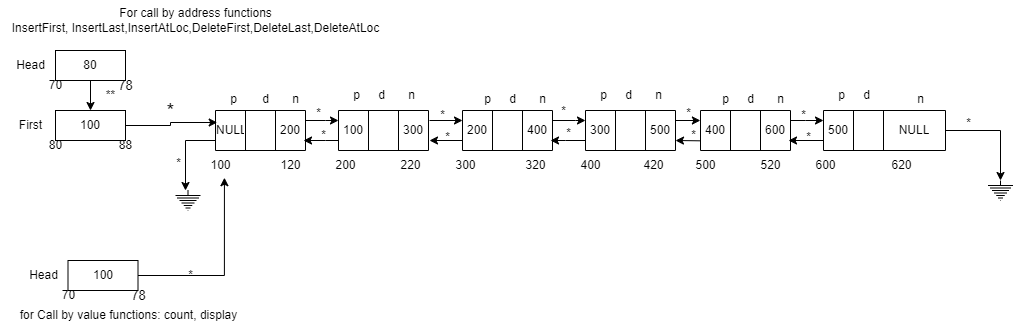 For call by address functions
InsertFirst, InsertLast,InsertAtLoc,DeleteFirst,DeleteLast,DeleteAtLoc
Head 80
70 ** 78
p d n p d n p d n p d n p d n p d n
First 100 * NULL 200 * * 100 300 * * 200 400 * * 300 500 * * 400 600 * * 500 NULL *
80 88
* 100 120 200 220 300 320 400 420 500 520 600 620
Head 100 *
70 78
for Call by value functions: count, display